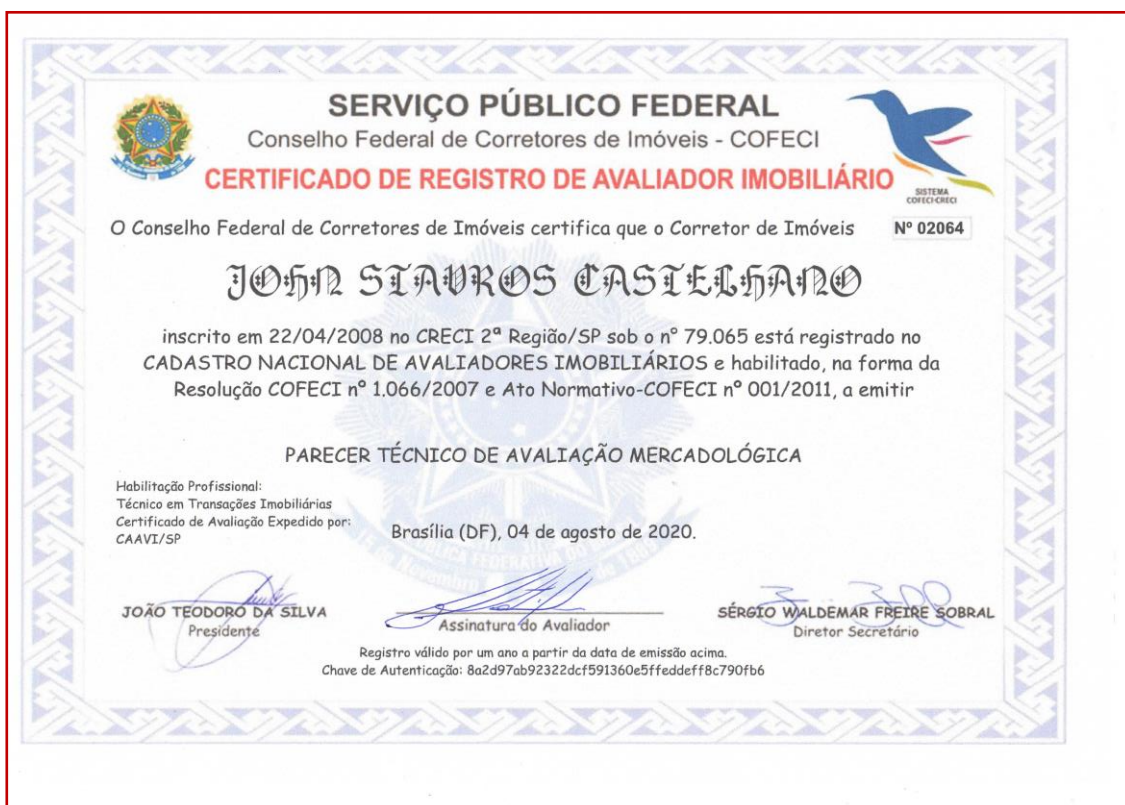 SERVIÇO PÚBLICO FEDERAL
Conselho Federal de Corretores de Imóveis - COFECI
CERTIFICADO DE REGISTRO DE AVALIADOR IMOBILIÁRIO
SISTEMA
COFECI-CRECI
O Conselho Federal de Corretores de Imóveis certifica que o Corretor de Imóveis
Nº 02064
JOHN STAVROS CASTELHANO
inscrito em 22/04/2008 no CRECI 2ª Região/SP sob o nº 79.065 está registrado no
CADASTRO NACIONAL DE AVALIADORES IMOBILIÁRIOS e habilitado, na forma da
Resolução COFECI nº 1.066/2007 e Ato Normativo-COFECI nº 001/2011, a emitir
PARECER TÉCNICO DE AVALIAÇÃO MERCADOLÓGICA
Habilitação Profissional:
Técnico em Transações Imobiliárias
Certificado de Avaliação Expedido por:
CAAVI/SP
Brasília (DF), 04 de agosto de 2020.
JOÃO TEODORO DA SILVA
Presidente
Assinatura do Avaliador
SÉRGIO WALDEMAR FREIRE SOBRAL
Diretor Secretário
Registro válido por um ano a partir da data de emissão acima.
Chave de Autenticação: 8a2d97ab92322dcf591360e5ffeddeff8c790fb6